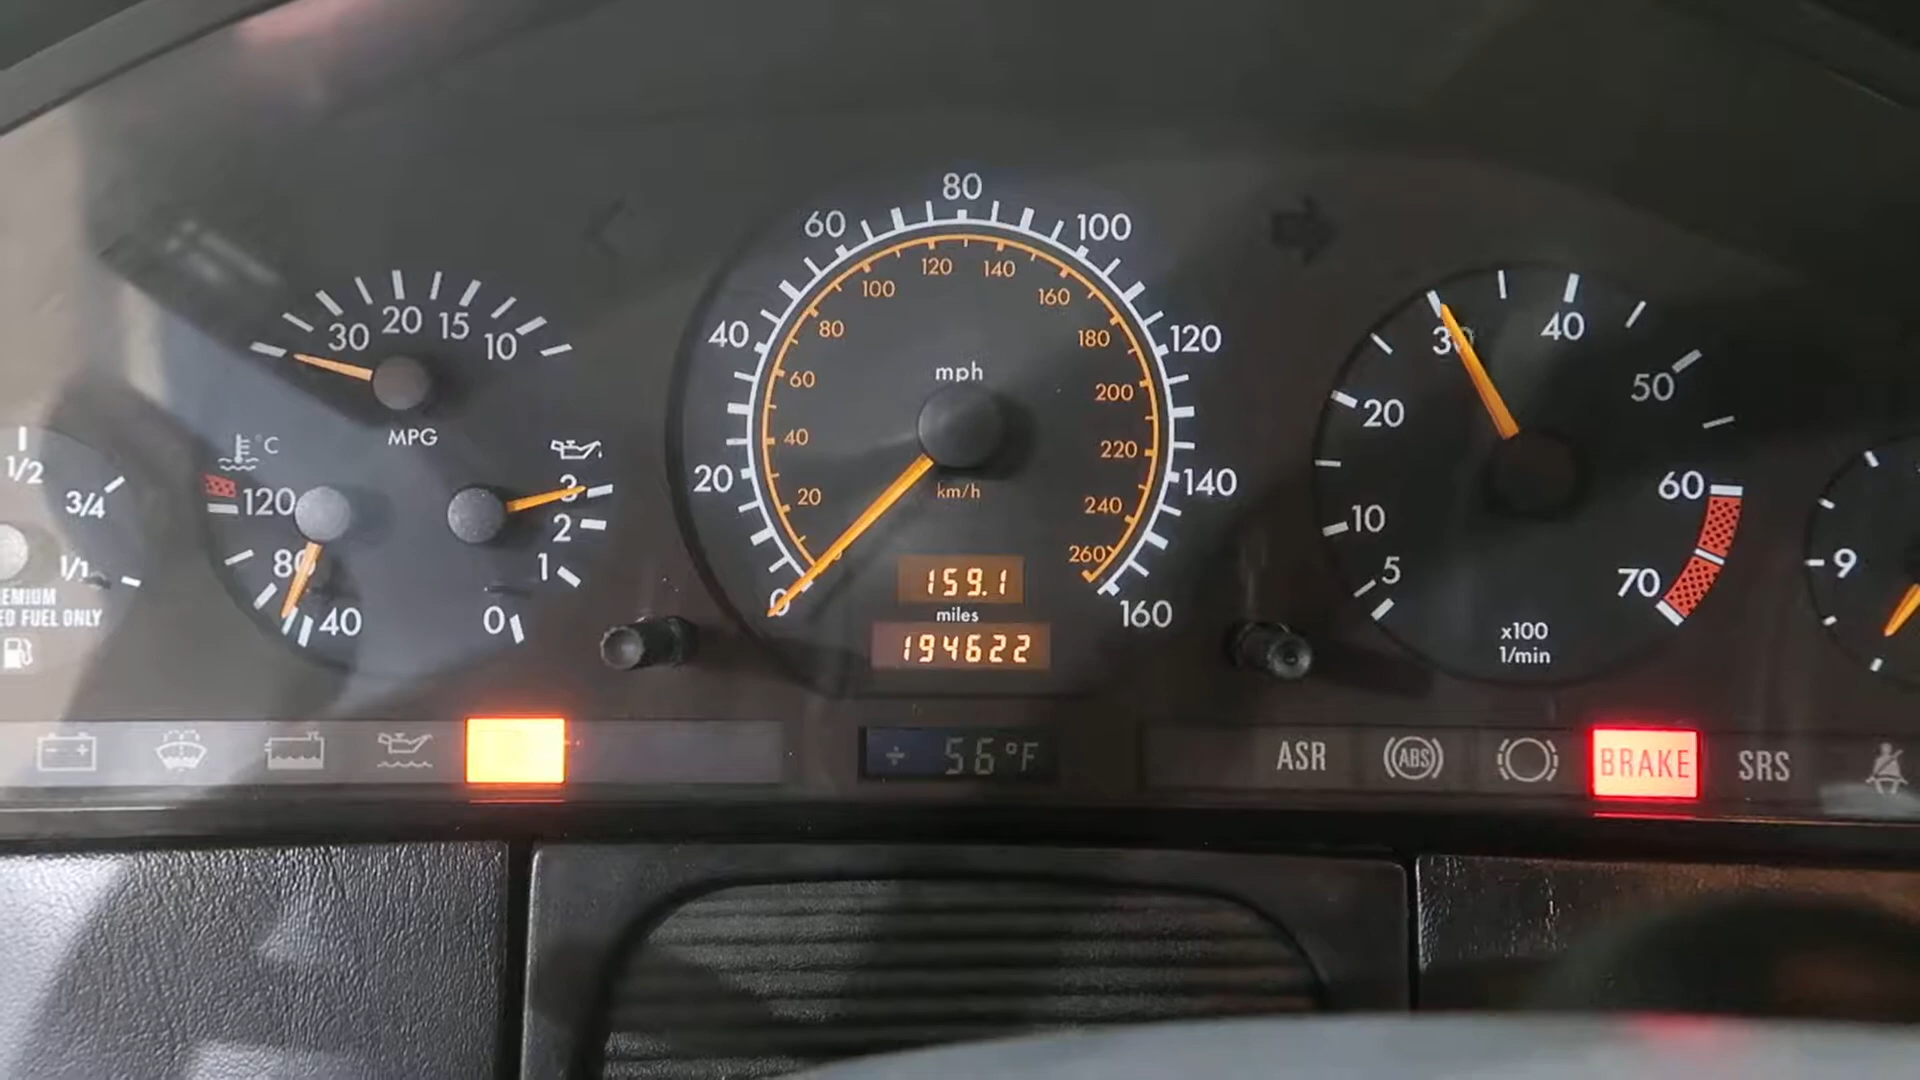 80
60 100
120 140
100 160
40 80 180 120
60 mph 200
40 220
20 20 km/h 240 140
260
0 159.1 160
miles
194622
30 20 15 10
MPG
°C
120
80
40
3
2
1
0
1/2
3/4
1/1
EMIUM
ED FUEL ONLY
30 40
20 50
10 60
5 70
x100
1/min
9
56°F
ASR ABS BRAKE SRS